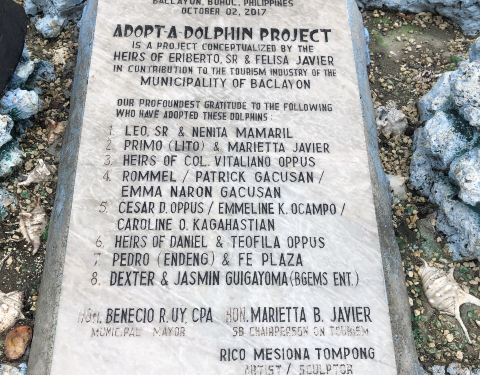 BACLAYON, BOHOL, PHILIPPINES
OCTOBER 02, 2017
ADOPT-A-DOLPHIN PROJECT
IS A PROJECT CONCEPTUALIZED BY THE
HEIRS OF ERIBERTO, SR & FELISA JAVIER
IN CONTRIBUTION TO THE TOURISM INDUSTRY OF THE
MUNICIPALITY OF BACLAYON
OUR PROFOUNDEST GRATITUDE TO THE FOLLOWING
WHO HAVE ADOPTED THESE DOLPHINS:
1. LEO, SR & NENITA MAMARIL
2. PRIMO (LITO) & MARIETTA JAVIER
3. HEIRS OF COL. VITALIANO OPPUS
4. ROMMEL / PATRICK GACUSAN /
EMMA NARON GACUSAN
5. CESAR D. OPPUS / EMMELINE K. OCAMPO /
CAROLINE O. KAGAHASTIAN
6. HEIRS OF DANIEL & TEOFILA OPPUS
7. PEDRO (ENDENG) & FE PLAZA
8. DEXTER & JASMIN GUIGAYOMA (BGEMS ENT.)
HON. BENECIO R. UY, CPA HON. MARIETTA B. JAVIER
MUNICIPAL MAYOR SB CHAIRPERSON ON TOURISM
RICO MESIONA TOMPONG
ARTIST / SCULPTOR